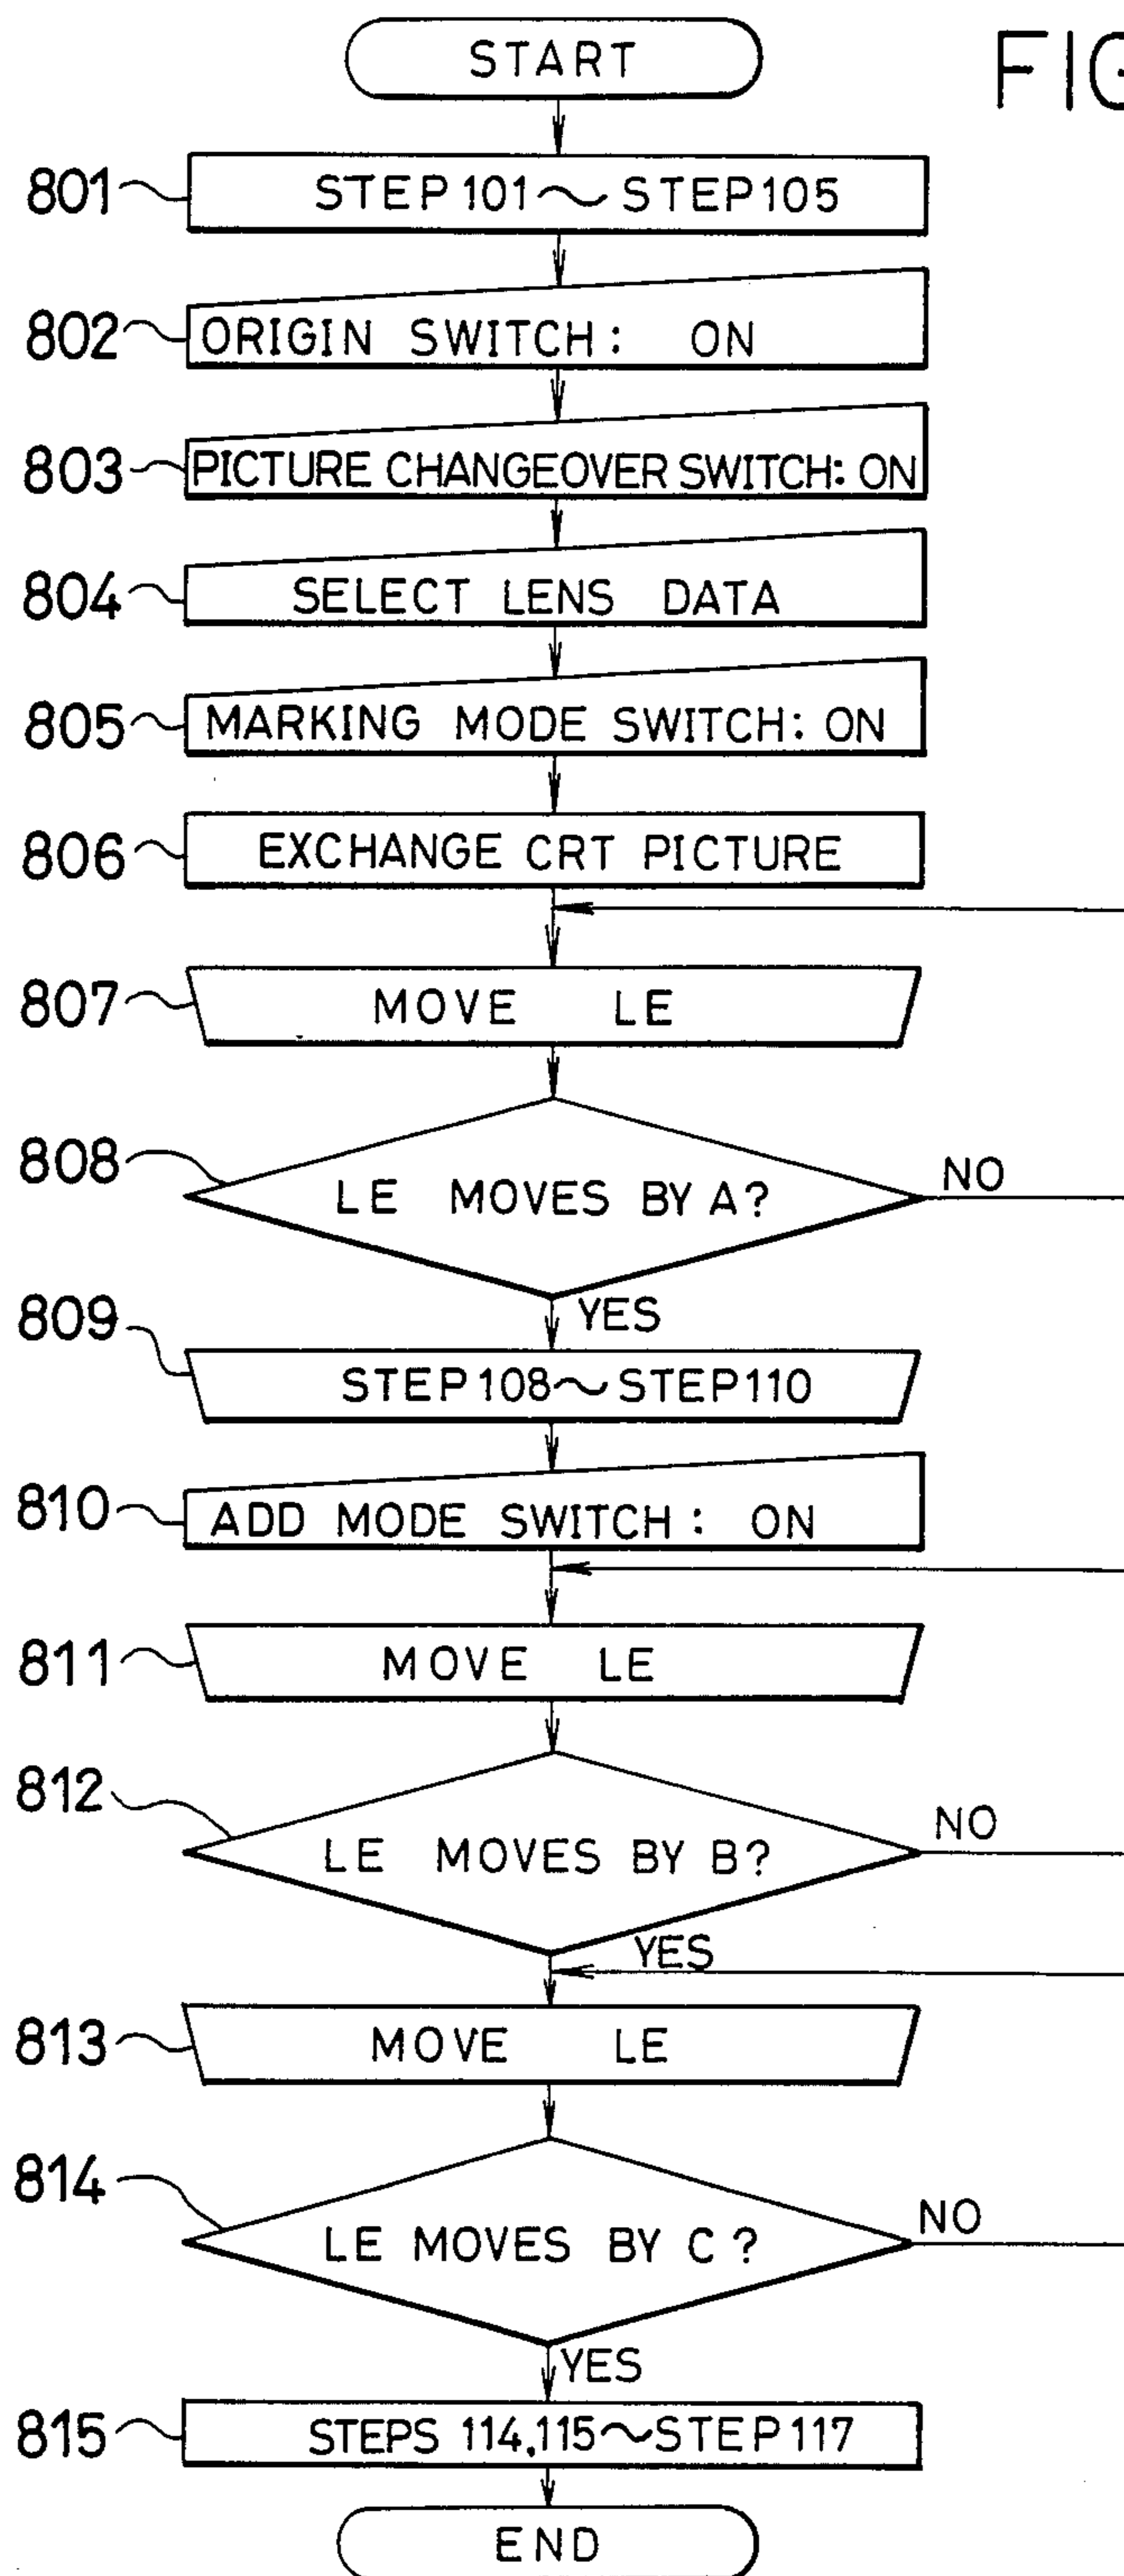 START
FIG
801 STEP 101~STEP 105
802 ORIGIN SWITCH: ON
803 PICTURE CHANGEOVER SWITCH: ON
804 SELECT LENS DATA
805 MARKING MODE SWITCH: ON
806 EXCHANGE CRT PICTURE
807 MOVE LE
808 LE MOVES BY A? NO
YES
809 STEP 108~STEP 110
810 ADD MODE SWITCH: ON
811 MOVE LE
812 LE MOVES BY B? NO
YES
813 MOVE LE
814 LE MOVES BY C? NO
YES
815 STEPS 114,115~STEP 117
END